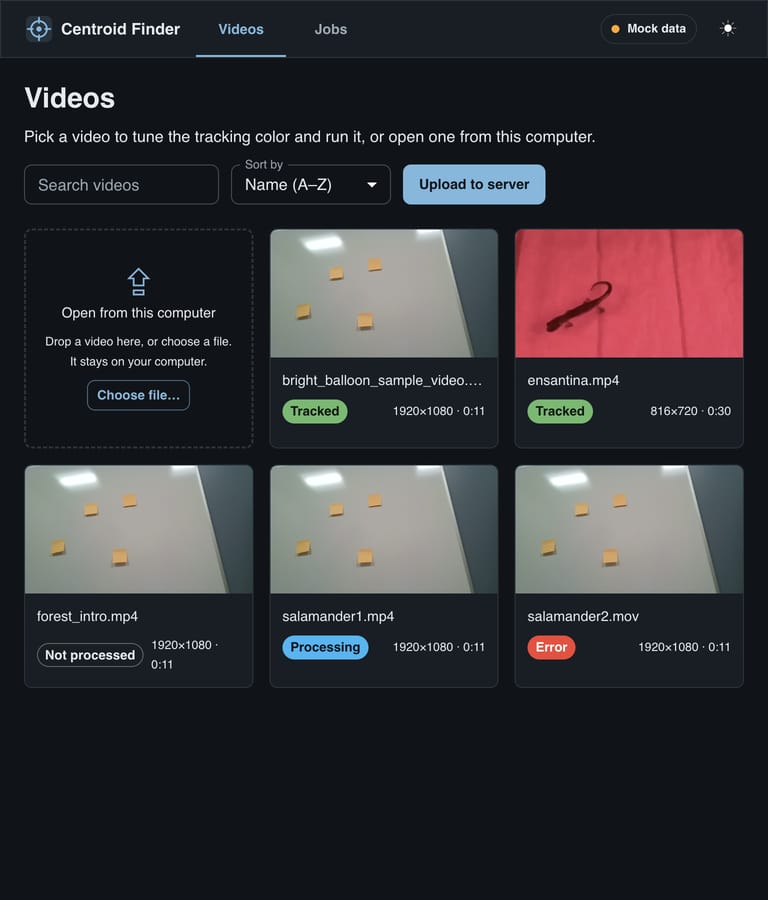 Centroid Finder
Videos
Jobs
Mock data
Videos
Pick a video to tune the tracking color and run it, or open one from this computer.
Search videos
Sort by
Name (A–Z)
Upload to server
Open from this computer
Drop a video here, or choose a file.
It stays on your computer.
Choose file…
bright_balloon_sample_video.…
Tracked
1920×1080 · 0:11
ensantina.mp4
Tracked
816×720 · 0:30
forest_intro.mp4
Not processed
1920×1080 ·
0:11
salamander1.mp4
Processing
1920×1080 · 0:11
salamander2.mov
Error
1920×1080 · 0:11